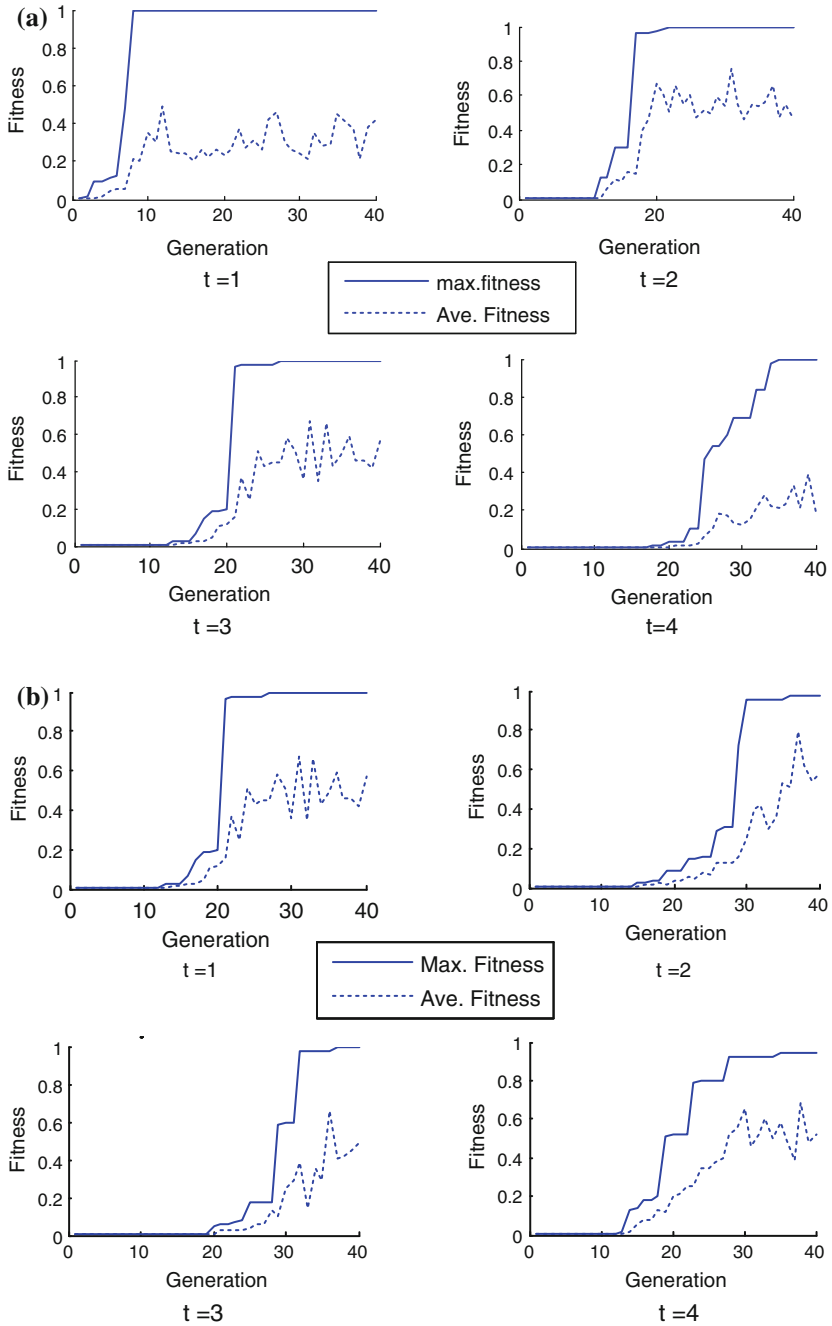 (a)
1
0.8
0.6
0.4
0.2
0
Fitness
0 10 20 30 40
Generation
t =1
1
0.8
0.6
0.4
0.2
0
Fitness
0 20 40
Generation
t =2
max.fitness
Ave. Fitness
1
0.8
0.6
0.4
0.2
0
Fitness
0 10 20 30 40
Generation
t =3
1
0.8
0.6
0.4
0.2
0
Fitness
0 10 20 30 40
Generation
t=4
(b)
1
0.8
0.6
0.4
0.2
0
Fitness
0 10 20 30 40
Generation
t =1
1
0.8
0.6
0.4
0.2
0
Fitness
0 10 20 30 40
Generation
t =2
Max. Fitness
Ave. Fitness
1
0.8
0.6
0.4
0.2
0
Fitness
0 10 20 30 40
Generation
t =3
1
0.8
0.6
0.4
0.2
0
Fitness
0 10 20 30 40
Generation
t =4